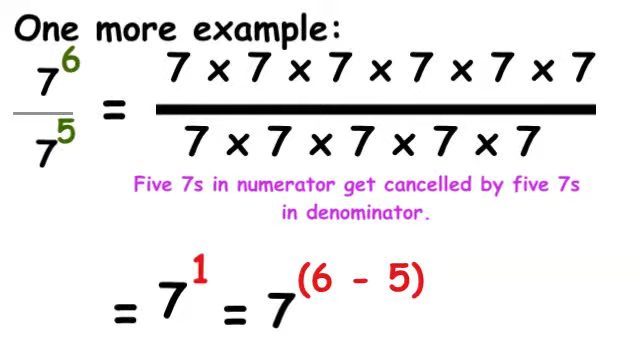 One more example:
7^6 / 7^5 = 7 x 7 x 7 x 7 x 7 x 7 / 7 x 7 x 7 x 7 x 7
Five 7s in numerator get cancelled by five 7s
in denominator.
= 7^1 = 7^(6 - 5)